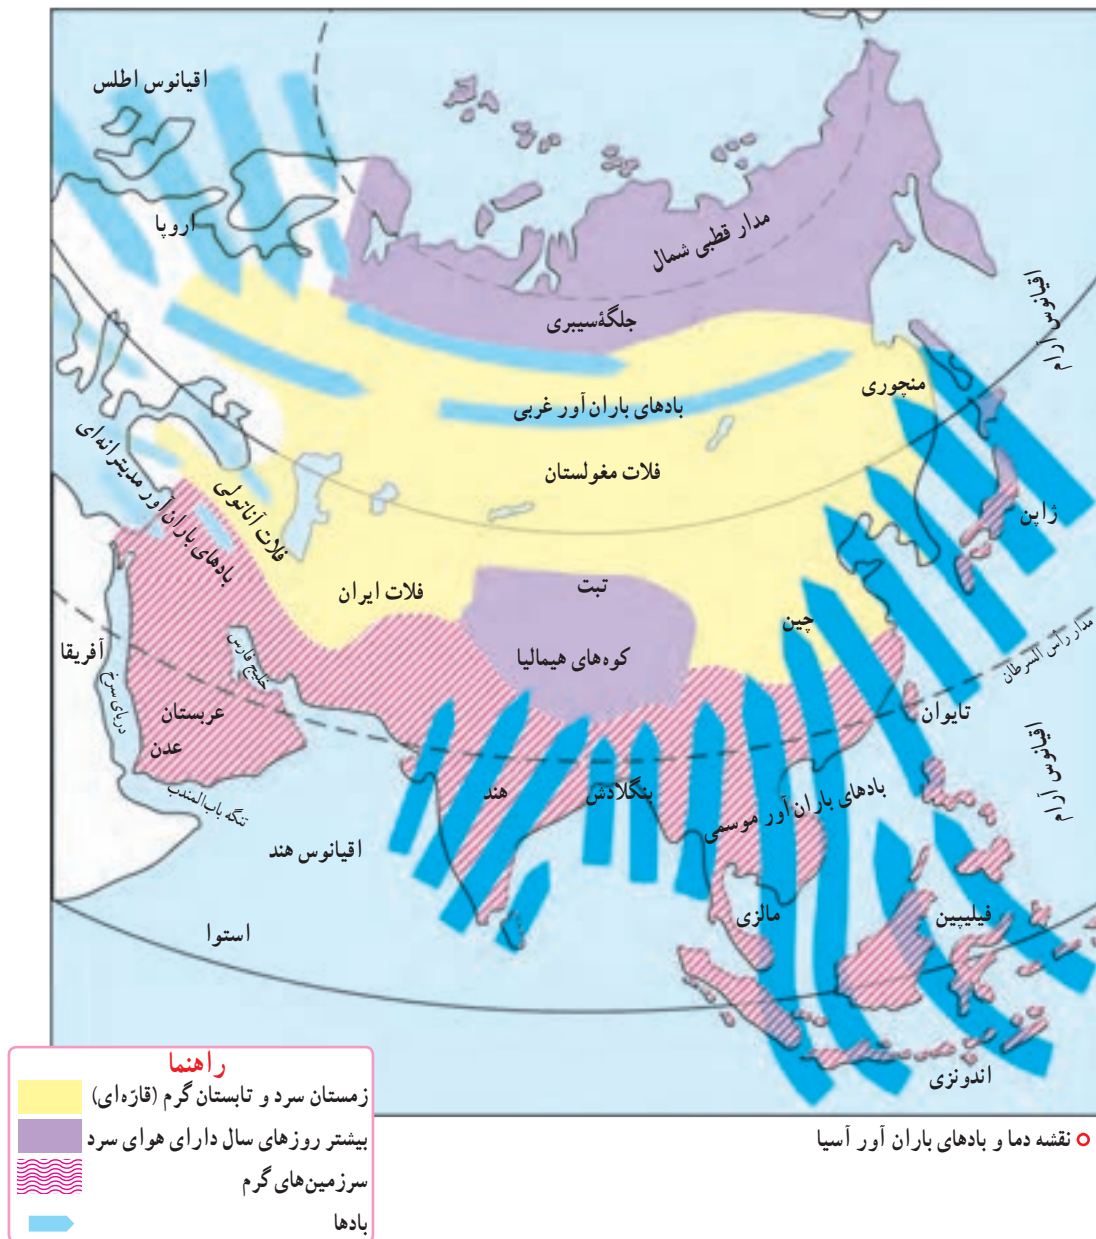 اقیانوس اطلس
اروپا
مدار قطبی شمال
جلگهٔ سیبری
اقیانوس آرام
منچوری
بادهای باران آور غربی
بادهای باران آور مدیترانه‌ای
فلات آناتولی
فلات مغولستان
ژاپن
تبت
فلات ایران
چین
کوه‌های هیمالیا
مدار رأس السرطان
آفریقا
دریای سرخ
خلیج فارس
عربستان
عدن
تنگه باب‌المندب
تایوان
اقیانوس آرام
هند
بنگلادش
بادهای باران آور موسمی
اقیانوس هند
استوا
مالزی
فیلیپین
اندونزی
راهنما
زمستان سرد و تابستان گرم (قارّه‌ای)
بیشتر روزهای سال دارای هوای سرد
سرزمین‌های گرم
بادها
نقشه دما و بادهای باران آور آسیا